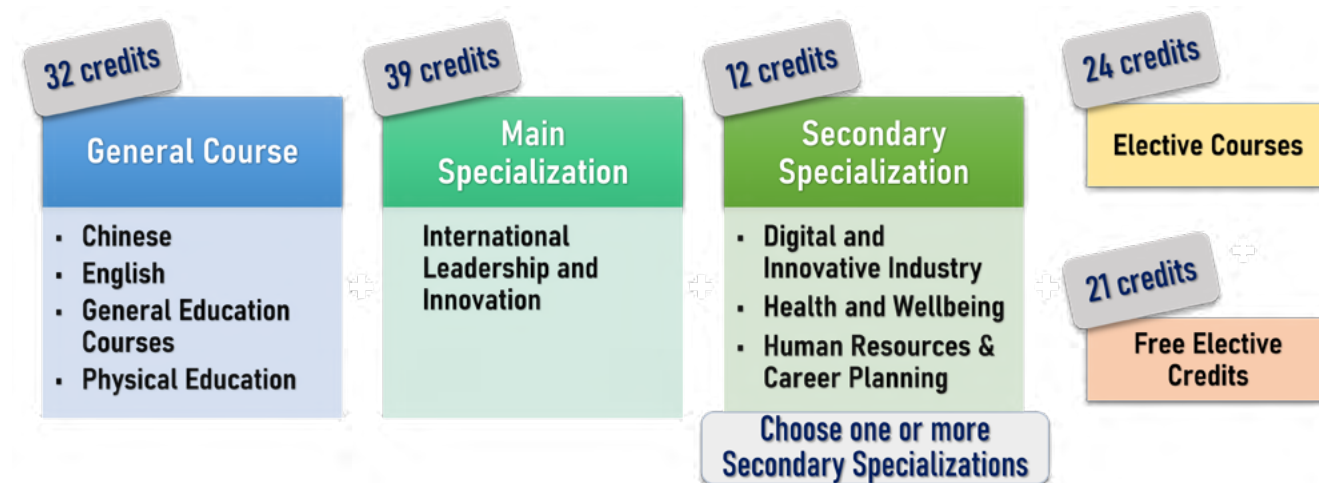 32 credits
General Course
▪ Chinese
▪ English
▪ General Education
Courses
▪ Physical Education
39 credits
Main
Specialization
International
Leadership and
Innovation
12 credits
Secondary
Specialization
▪ Digital and
Innovative Industry
▪ Health and Wellbeing
▪ Human Resources &
Career Planning
Choose one or more
Secondary Specializations
24 credits
Elective Courses
21 credits
Free Elective
Credits